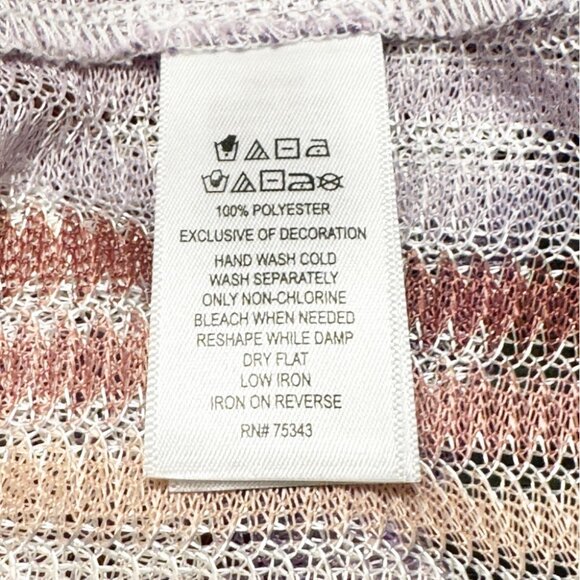 100% POLYESTER
EXCLUSIVE OF DECORATION
HAND WASH COLD
WASH SEPARATELY
ONLY NON-CHLORINE
BLEACH WHEN NEEDED
RESHAPE WHILE DAMP
DRY FLAT
LOW IRON
IRON ON REVERSE
RN# 75343